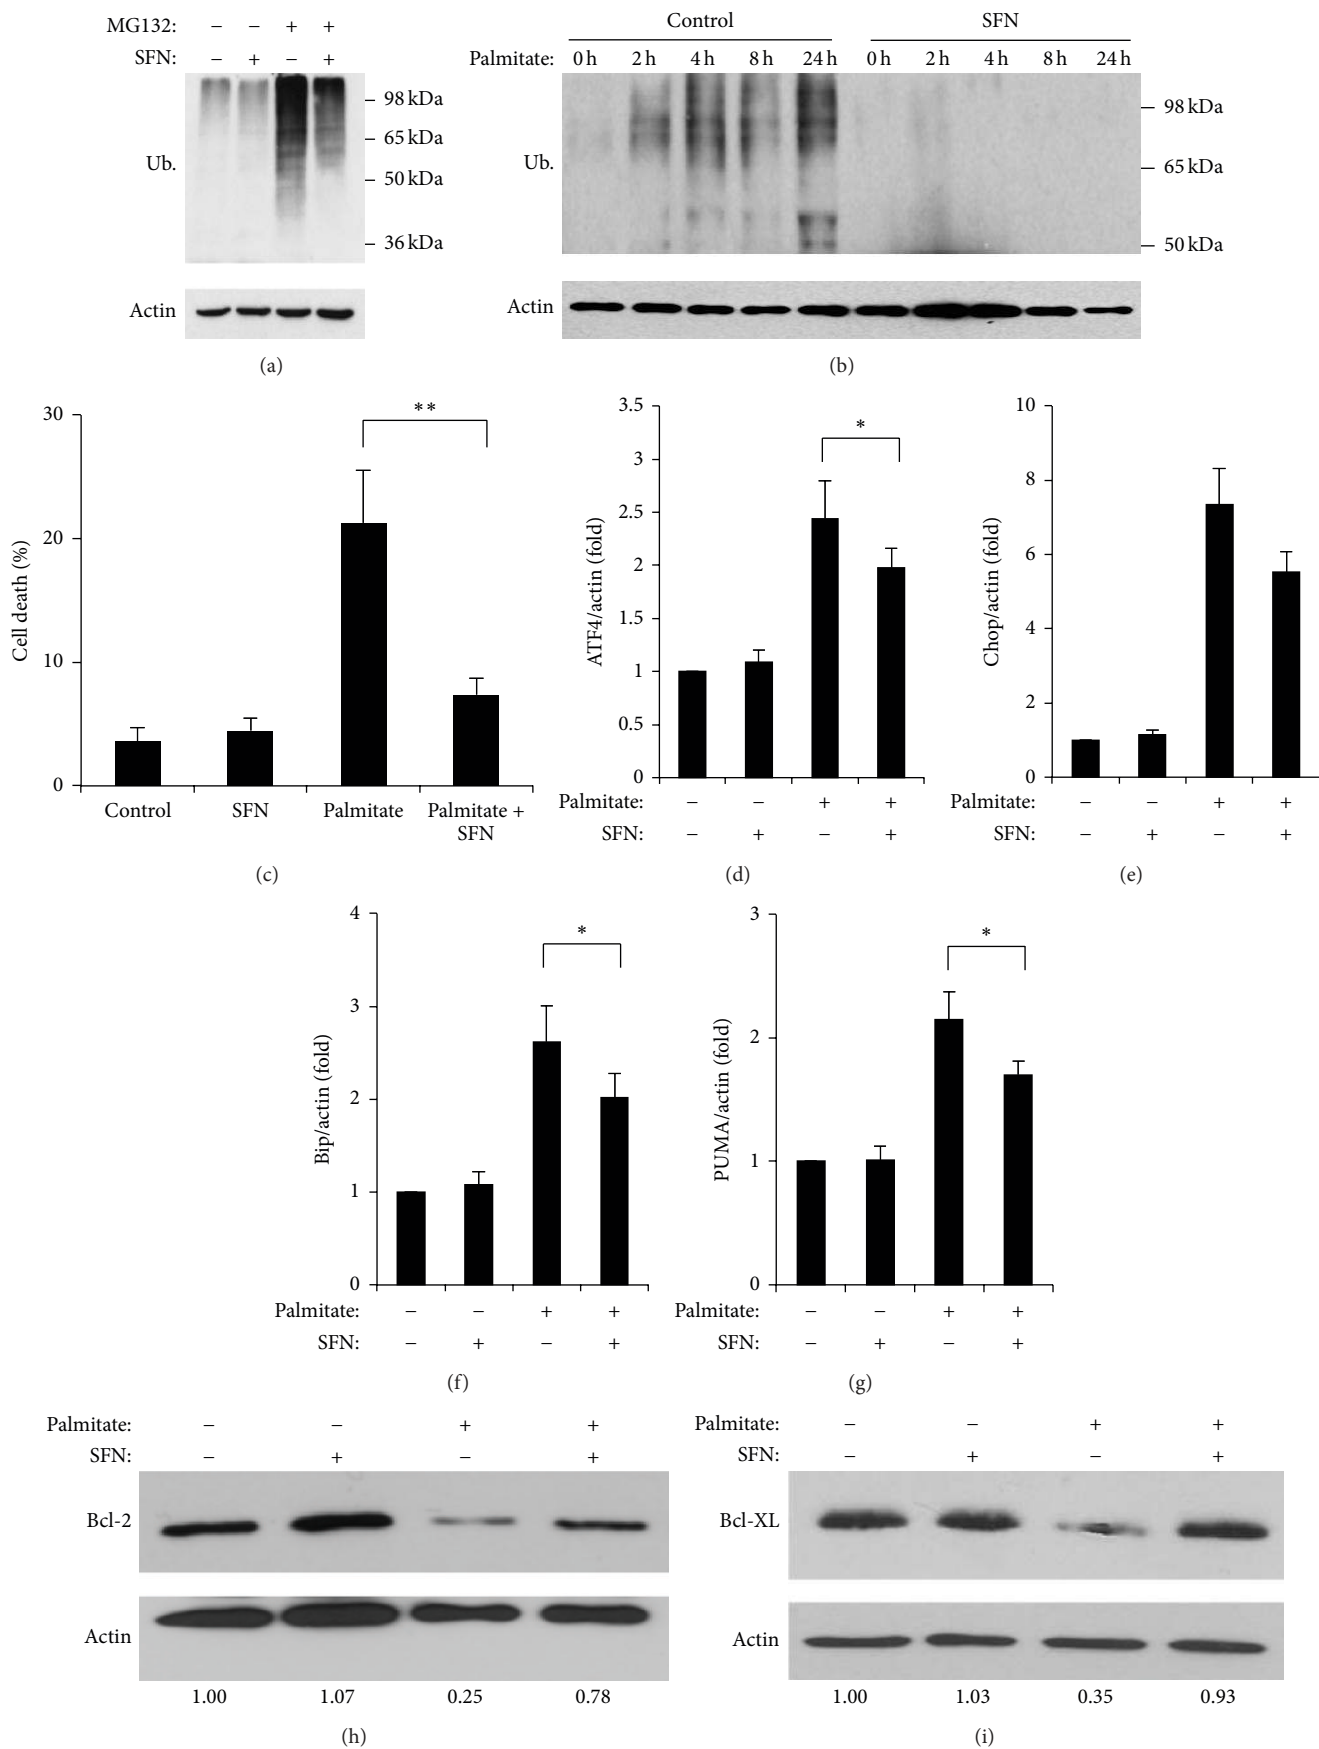 MG132: − − + +
SFN: − + − +
98 kDa
65 kDa
Ub.
50 kDa
36 kDa
Actin
(a)
Control SFN
Palmitate: 0 h 2 h 4 h 8 h 24 h 0 h 2 h 4 h 8 h 24 h
98 kDa
Ub.
65 kDa
50 kDa
Actin
(b)
30
20
10
0
Cell death (%)
**
Control SFN Palmitate Palmitate +
SFN
(c)
3.5
3
2.5
2
1.5
1
0.5
0
ATF4/actin (fold)
*
Palmitate: − − + +
SFN: − + − +
(d)
10
8
6
4
2
0
Chop/actin (fold)
Palmitate: − − + +
SFN: − + − +
(e)
4
3
2
1
0
Bip/actin (fold)
*
Palmitate: − − + +
SFN: − + − +
(f)
3
2
1
0
PUMA/actin (fold)
*
Palmitate: − − + +
SFN: − + − +
(g)
Palmitate: − − + +
SFN: − + − +
Bcl-2
Actin
1.00 1.07 0.25 0.78
(h)
Palmitate: − − + +
SFN: − + − +
Bcl-XL
Actin
1.00 1.03 0.35 0.93
(i)